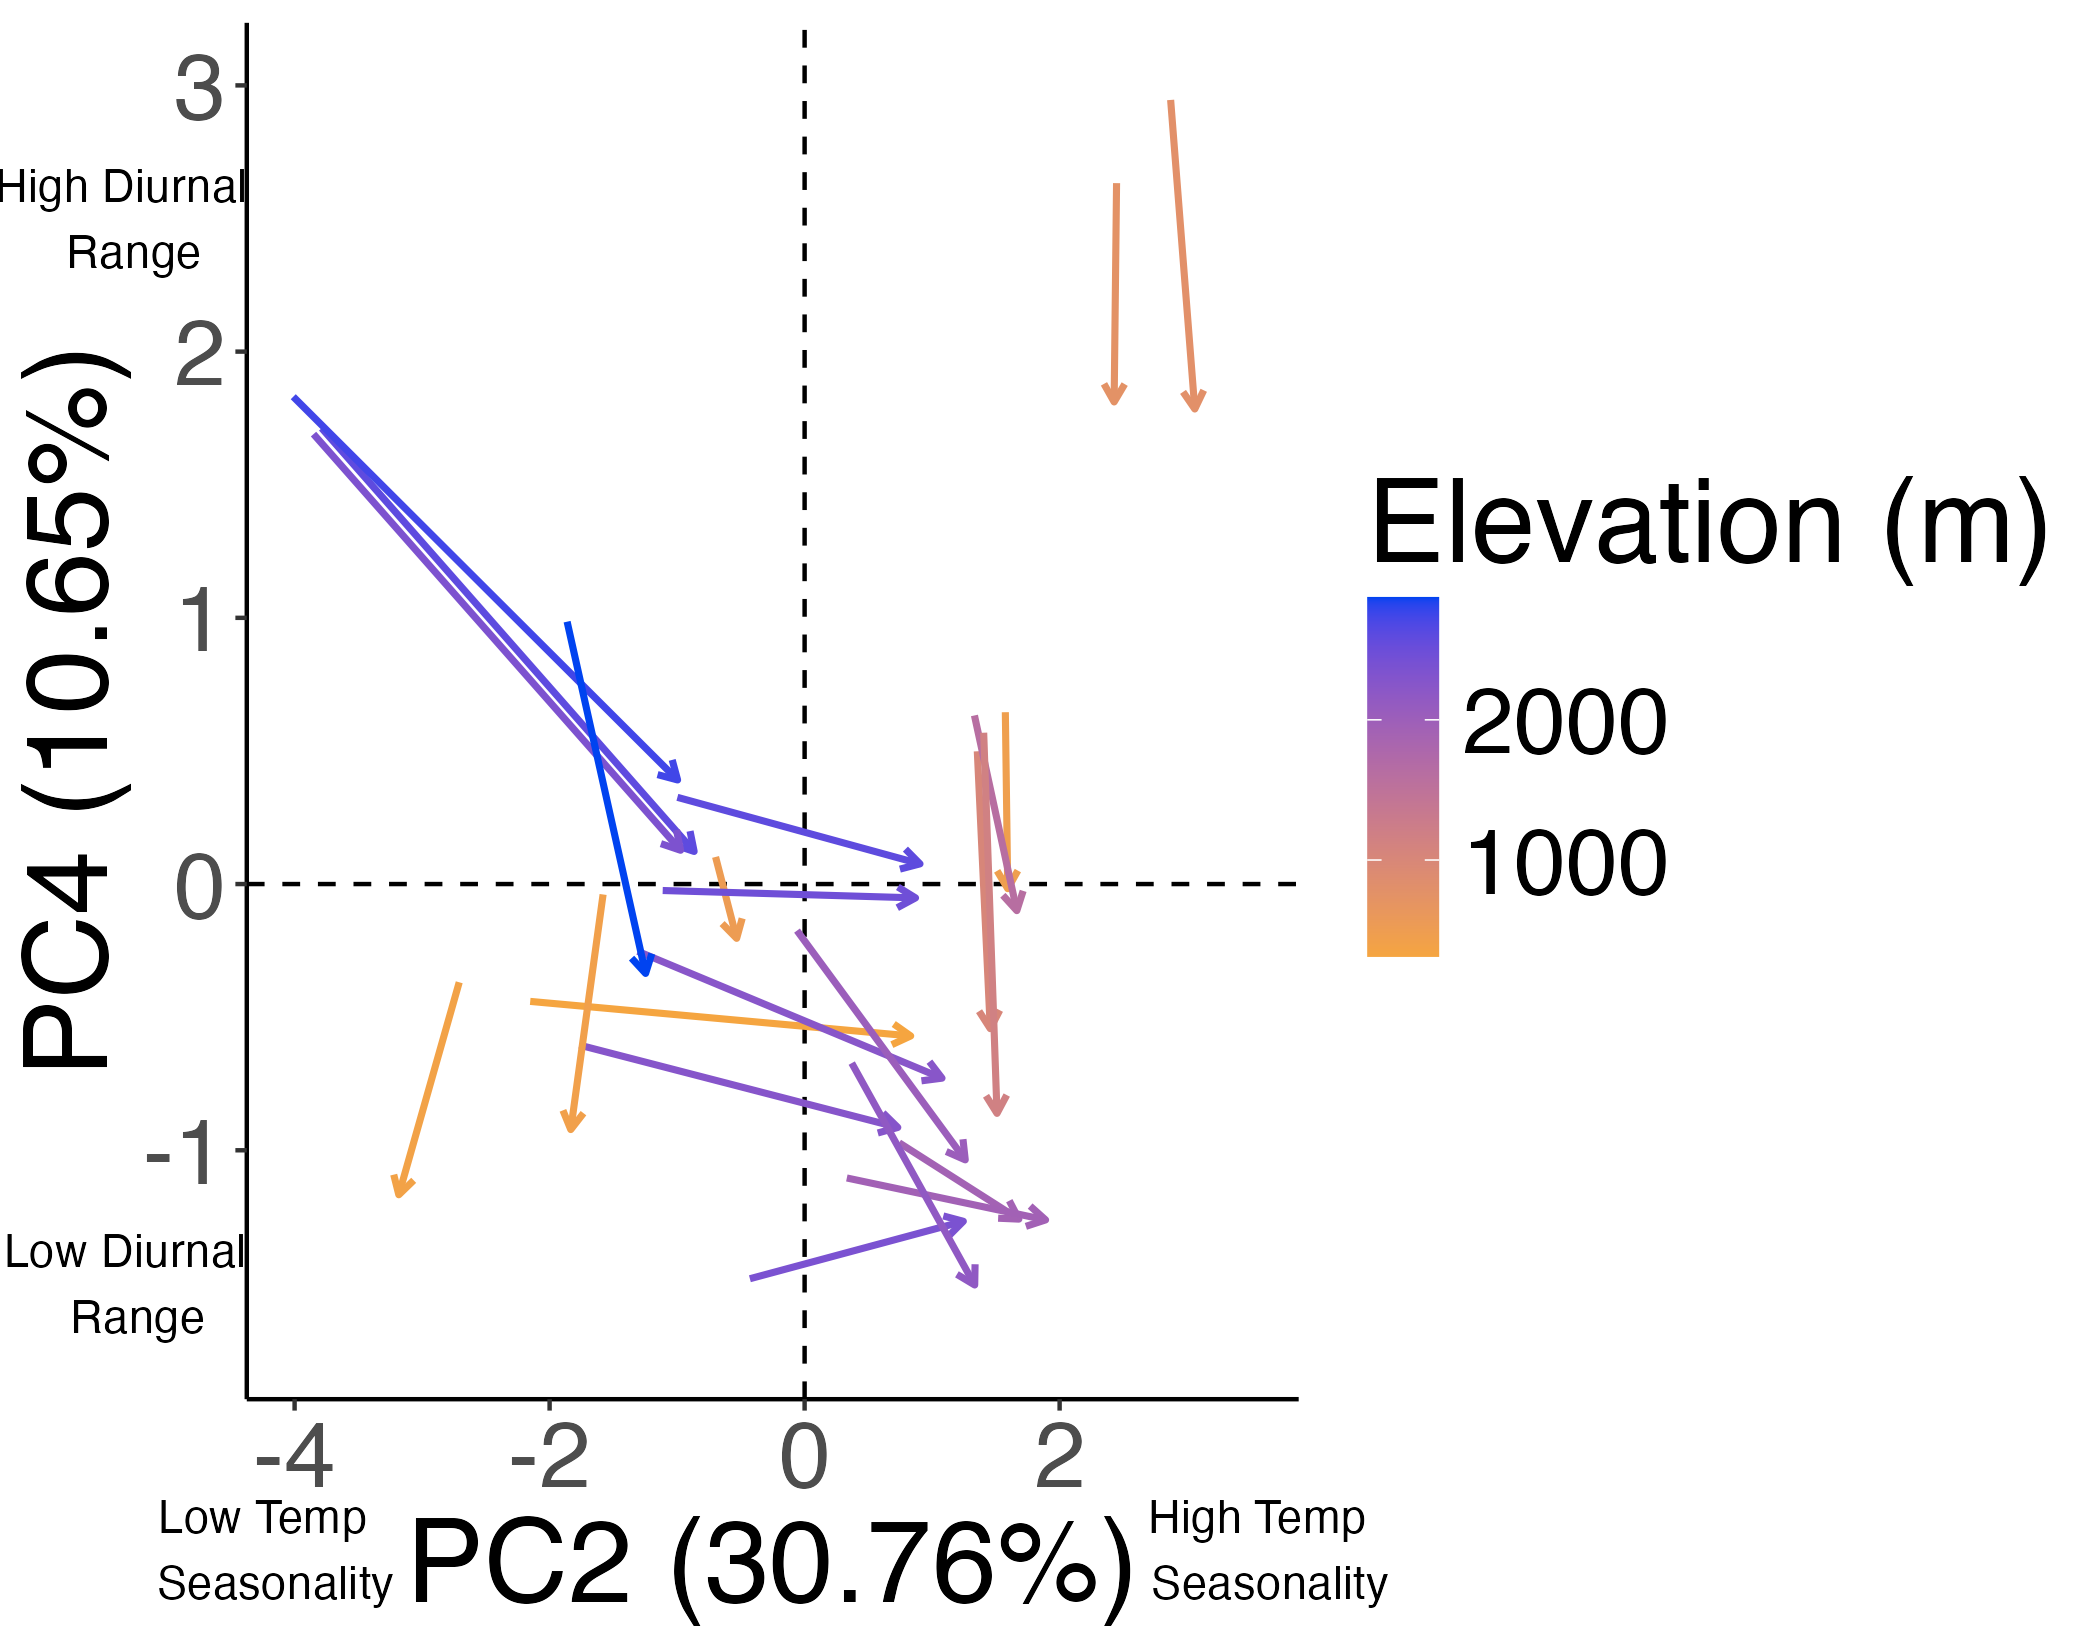 3
High Diurnal
Range
2
1
0
-1
PC4 (10.65%)
Low Diurnal
Range
-4
-2
0
2
Low Temp
Seasonality
PC2 (30.76%)
High Temp
Seasonality
Elevation (m)
2000
1000